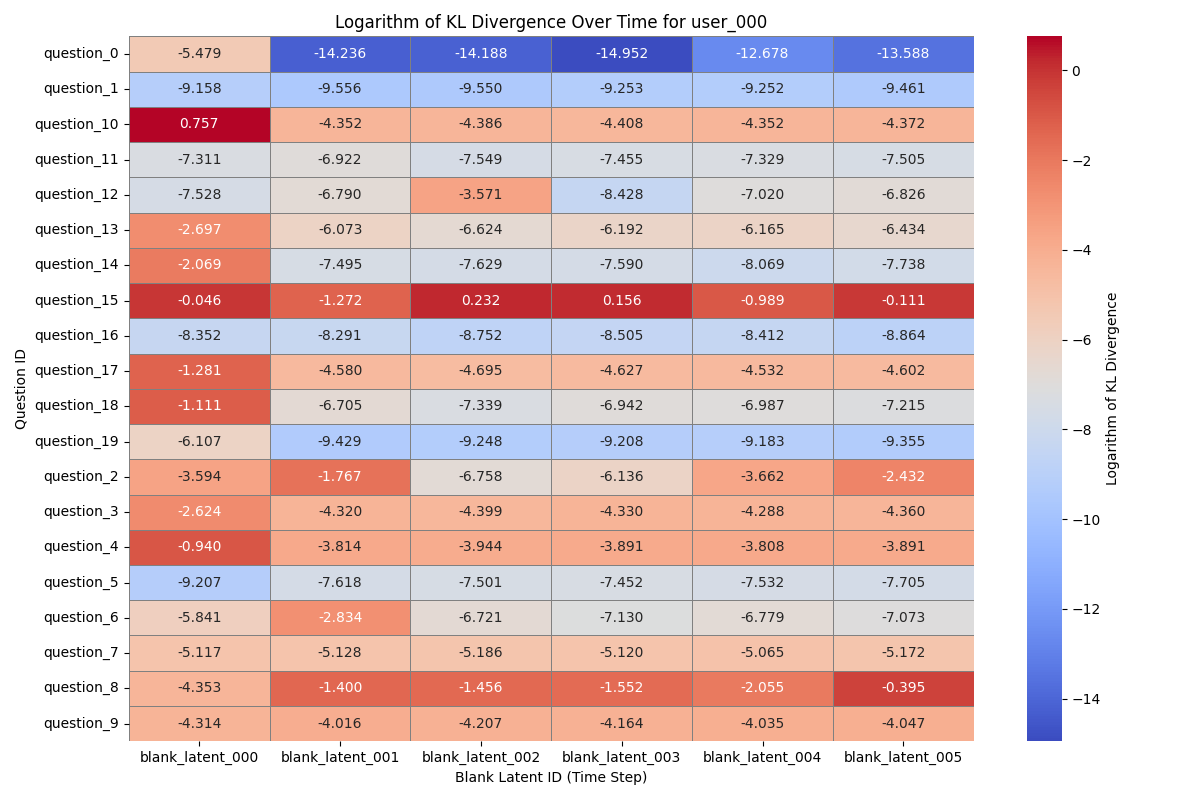 Logarithm of KL Divergence Over Time for user_000
question_0 -5.479 -14.236 -14.188 -14.952 -12.678 -13.588
question_1 -9.158 -9.556 -9.550 -9.253 -9.252 -9.461
question_10 0.757 -4.352 -4.386 -4.408 -4.352 -4.372
question_11 -7.311 -6.922 -7.549 -7.455 -7.329 -7.505
question_12 -7.528 -6.790 -3.571 -8.428 -7.020 -6.826
question_13 -2.697 -6.073 -6.624 -6.192 -6.165 -6.434
question_14 -2.069 -7.495 -7.629 -7.590 -8.069 -7.738
question_15 -0.046 -1.272 0.232 0.156 -0.989 -0.111
question_16 -8.352 -8.291 -8.752 -8.505 -8.412 -8.864
question_17 -1.281 -4.580 -4.695 -4.627 -4.532 -4.602
question_18 -1.111 -6.705 -7.339 -6.942 -6.987 -7.215
question_19 -6.107 -9.429 -9.248 -9.208 -9.183 -9.355
question_2 -3.594 -1.767 -6.758 -6.136 -3.662 -2.432
question_3 -2.624 -4.320 -4.399 -4.330 -4.288 -4.360
question_4 -0.940 -3.814 -3.944 -3.891 -3.808 -3.891
question_5 -9.207 -7.618 -7.501 -7.452 -7.532 -7.705
question_6 -5.841 -2.834 -6.721 -7.130 -6.779 -7.073
question_7 -5.117 -5.128 -5.186 -5.120 -5.065 -5.172
question_8 -4.353 -1.400 -1.456 -1.552 -2.055 -0.395
question_9 -4.314 -4.016 -4.207 -4.164 -4.035 -4.047
blank_latent_000 blank_latent_001 blank_latent_002 blank_latent_003 blank_latent_004 blank_latent_005
Blank Latent ID (Time Step)
Question ID
0
−2
−4
−6
−8
−10
−12
−14
Logarithm of KL Divergence